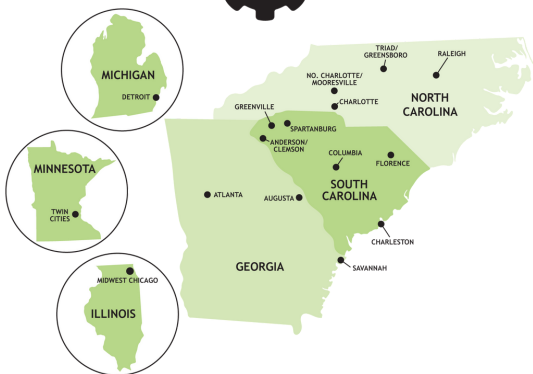 MICHIGAN
DETROIT
MINNESOTA
TWIN
CITIES
MIDWEST CHICAGO
ILLINOIS
TRIAD/
GREENSBORO
RALEIGH
NO. CHARLOTTE/
MOORESVILLE
CHARLOTTE
NORTH
CAROLINA
GREENVILLE
SPARTANBURG
ANDERSON/
CLEMSON
COLUMBIA
FLORENCE
SOUTH
CAROLINA
ATLANTA
AUGUSTA
CHARLESTON
GEORGIA
SAVANNAH